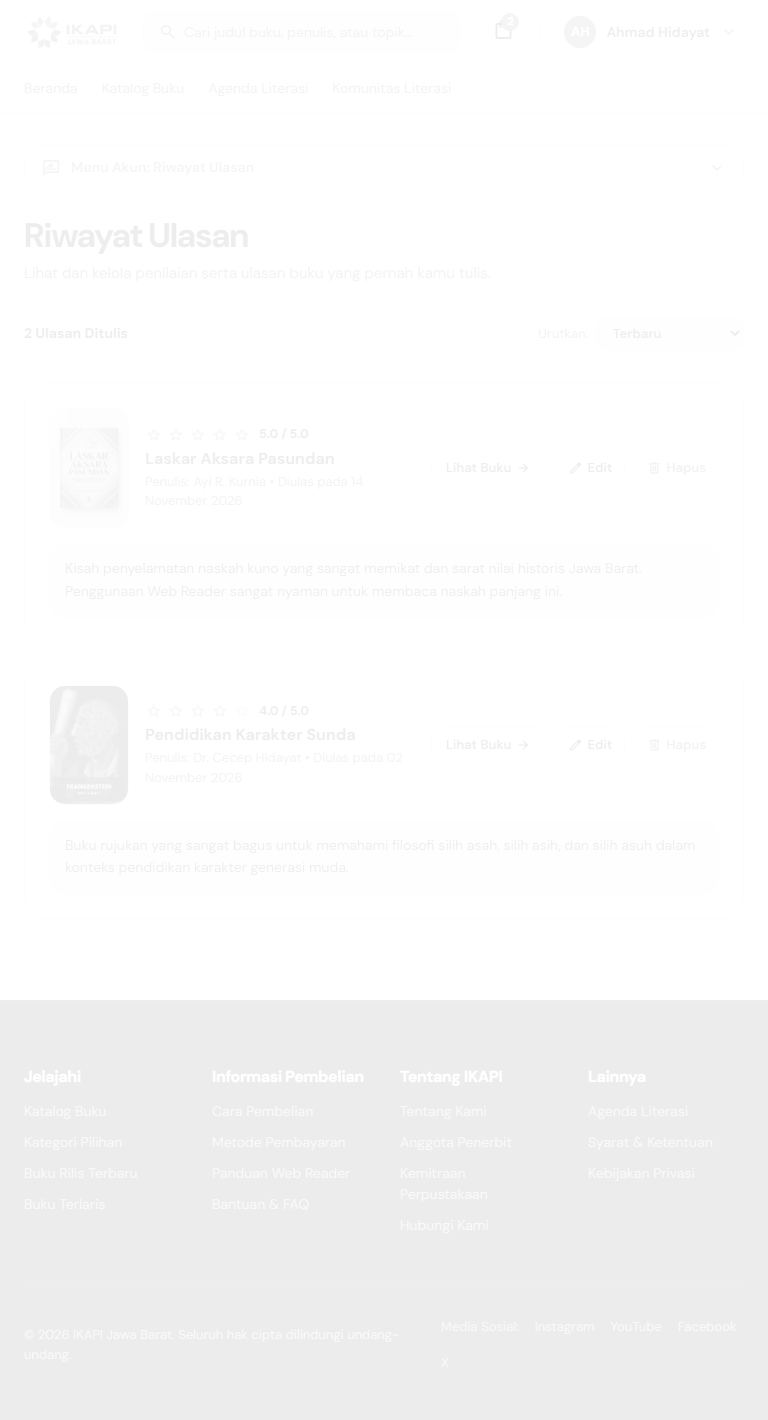 IKAPI
JAWA BARAT
Cari judul buku, penulis, atau topik...
2
AH
Ahmad Hidayat
Beranda
Katalog Buku
Agenda Literasi
Komunitas Literasi
Menu Akun: Riwayat Ulasan
Riwayat Ulasan
Lihat dan kelola penilaian serta ulasan buku yang pernah kamu tulis.
2 Ulasan Ditulis
Urutkan:
Terbaru
LASKAR
AKSARA
PASUNDAN
5.0 / 5.0
Laskar Aksara Pasundan
Penulis: Ayi R. Kurnia • Diulas pada 14
November 2026
Lihat Buku
Edit
Hapus
Kisah penyelamatan naskah kuno yang sangat memikat dan sarat nilai historis Jawa Barat.
Penggunaan Web Reader sangat nyaman untuk membaca naskah panjang ini.
FRANKENSTEIN
4.0 / 5.0
Pendidikan Karakter Sunda
Penulis: Dr. Cecep Hidayat • Diulas pada 02
November 2026
Lihat Buku
Edit
Hapus
Buku rujukan yang sangat bagus untuk memahami filosofi silih asah, silih asih, dan silih asuh dalam
konteks pendidikan karakter generasi muda.
Jelajahi
Katalog Buku
Kategori Pilihan
Buku Rilis Terbaru
Buku Terlaris
Informasi Pembelian
Cara Pembelian
Metode Pembayaran
Panduan Web Reader
Bantuan & FAQ
Tentang IKAPI
Tentang Kami
Anggota Penerbit
Kemitraan
Perpustakaan
Hubungi Kami
Lainnya
Agenda Literasi
Syarat & Ketentuan
Kebijakan Privasi
© 2026 IKAPI Jawa Barat. Seluruh hak cipta dilindungi undang-
undang.
Media Sosial:
Instagram
YouTube
Facebook
X